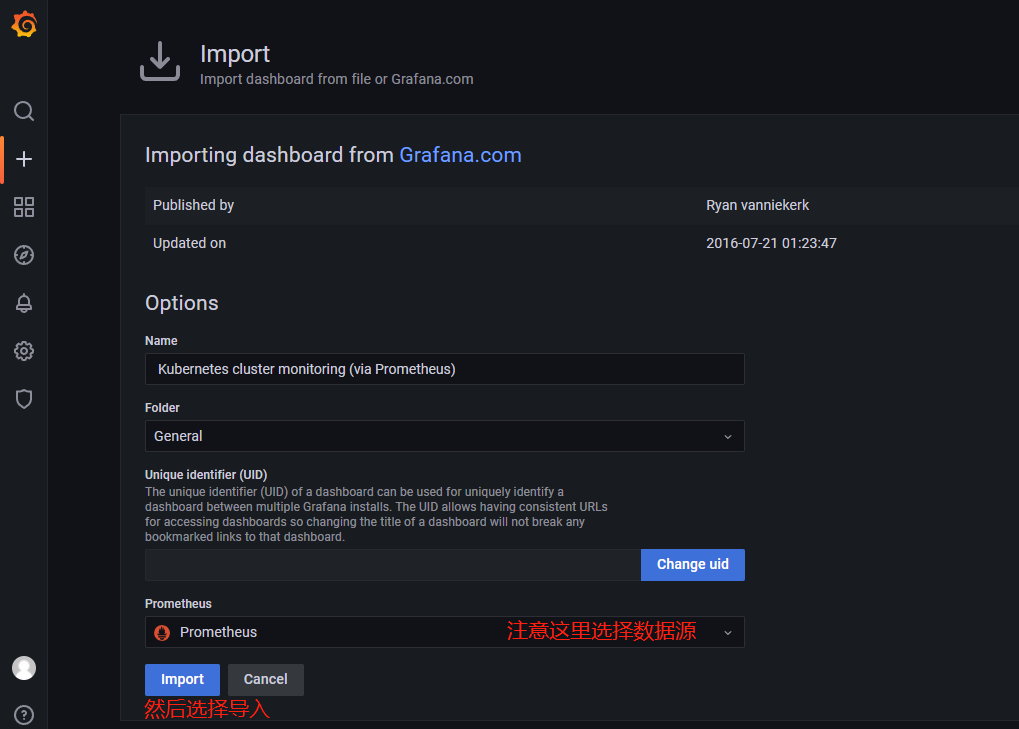 Import
Import dashboard from file or Grafana.com
Importing dashboard from Grafana.com
Published by Ryan vanniekerk
Updated on 2016-07-21 01:23:47
Options
Name
Kubernetes cluster monitoring (via Prometheus)
Folder
General
Unique identifier (UID)
The unique identifier (UID) of a dashboard can be used for uniquely identify a
dashboard between multiple Grafana installs. The UID allows having consistent URLs
for accessing dashboards so changing the title of a dashboard will not break any
bookmarked links to that dashboard.
Change uid
Prometheus
Prometheus 注意这里选择数据源
Import Cancel
然后选择导入